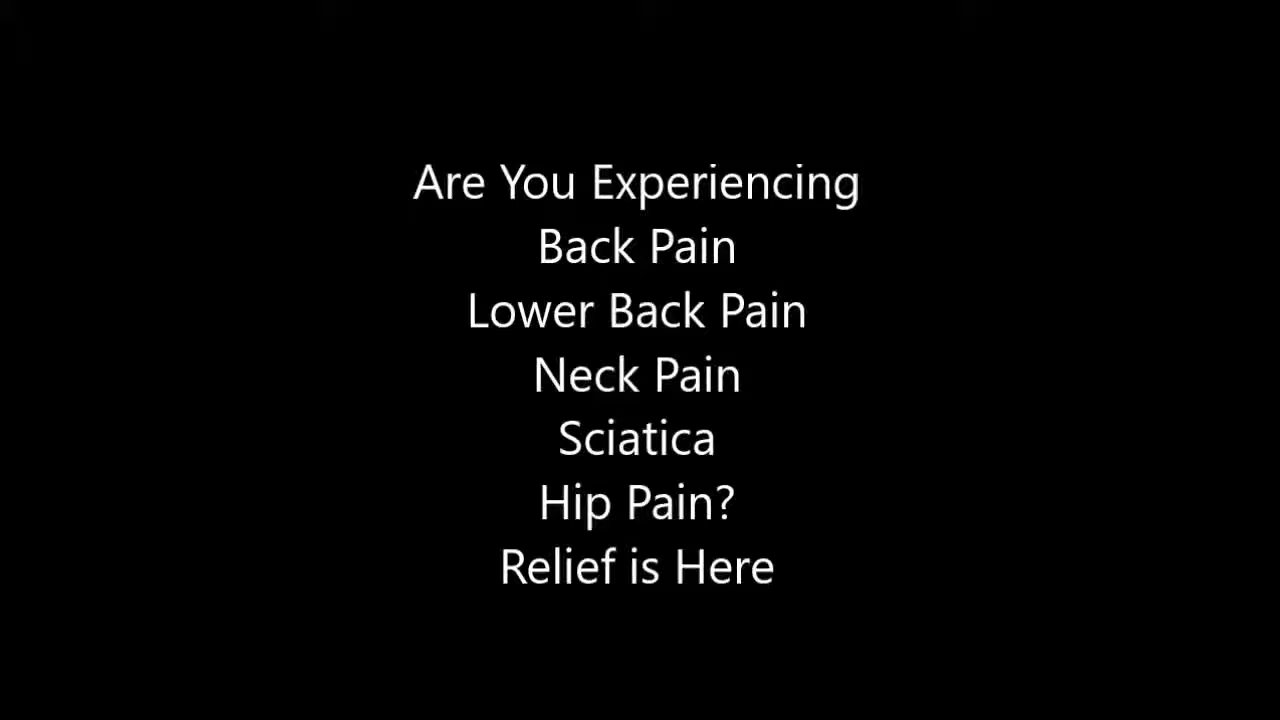 Are You Experiencing
Back Pain
Lower Back Pain
Neck Pain
Sciatica
Hip Pain?
Relief is Here